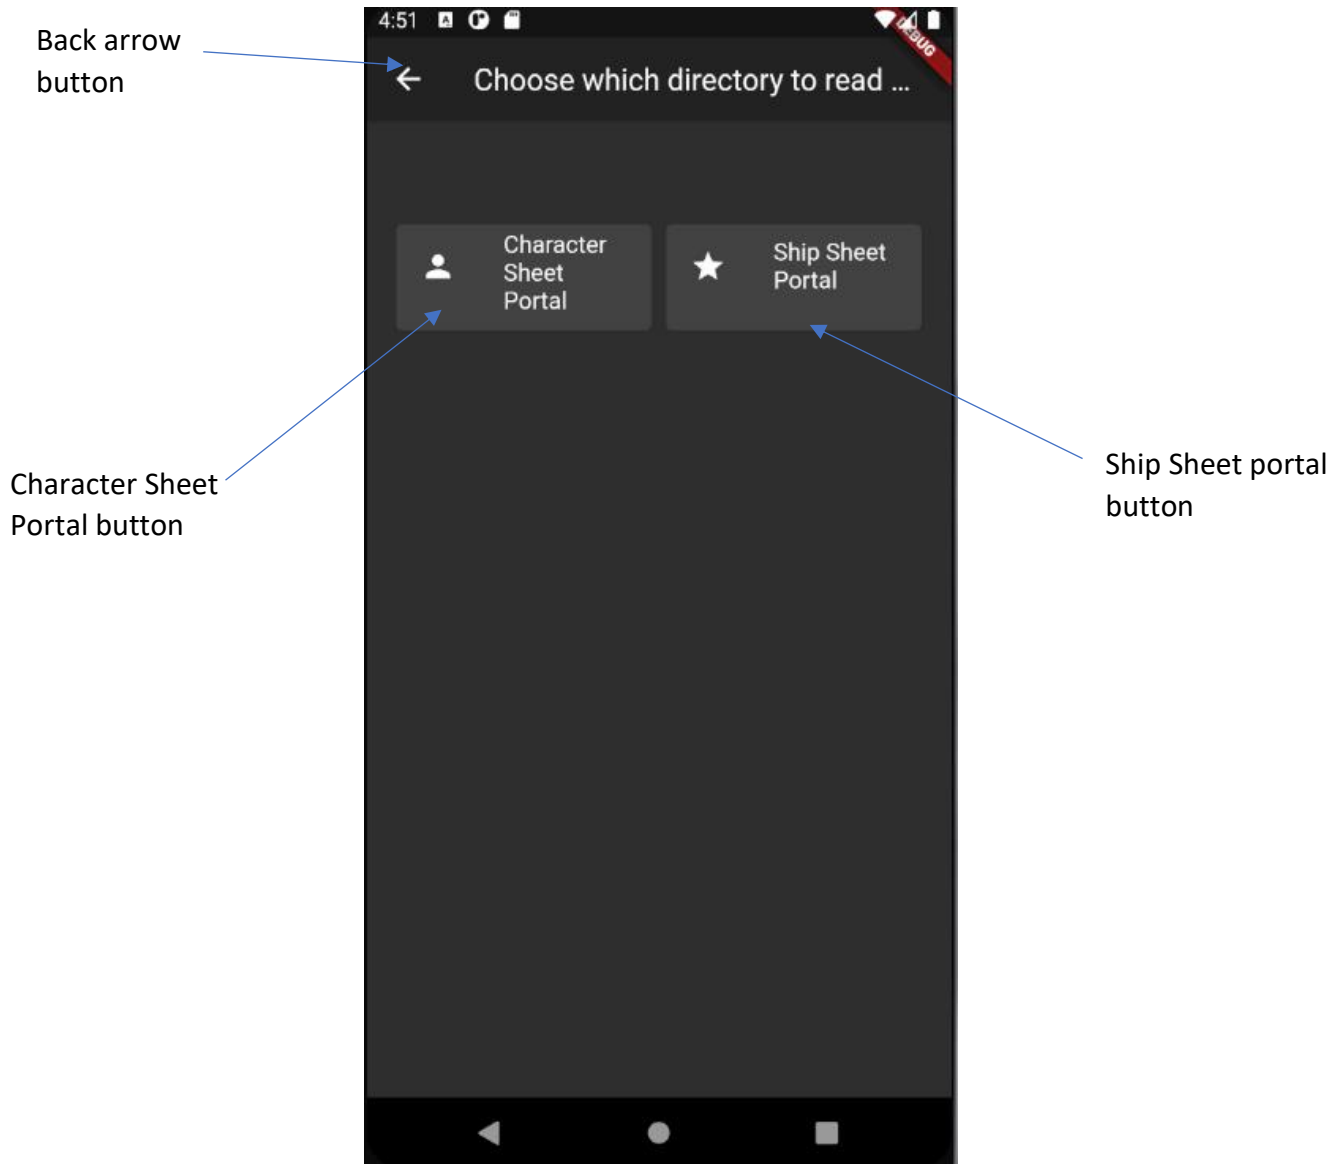 Back arrow
button
4:51
DEBUG
Choose which directory to read ...
Character
Sheet
Portal
Ship Sheet
Portal
Character Sheet
Portal button
Ship Sheet portal
button